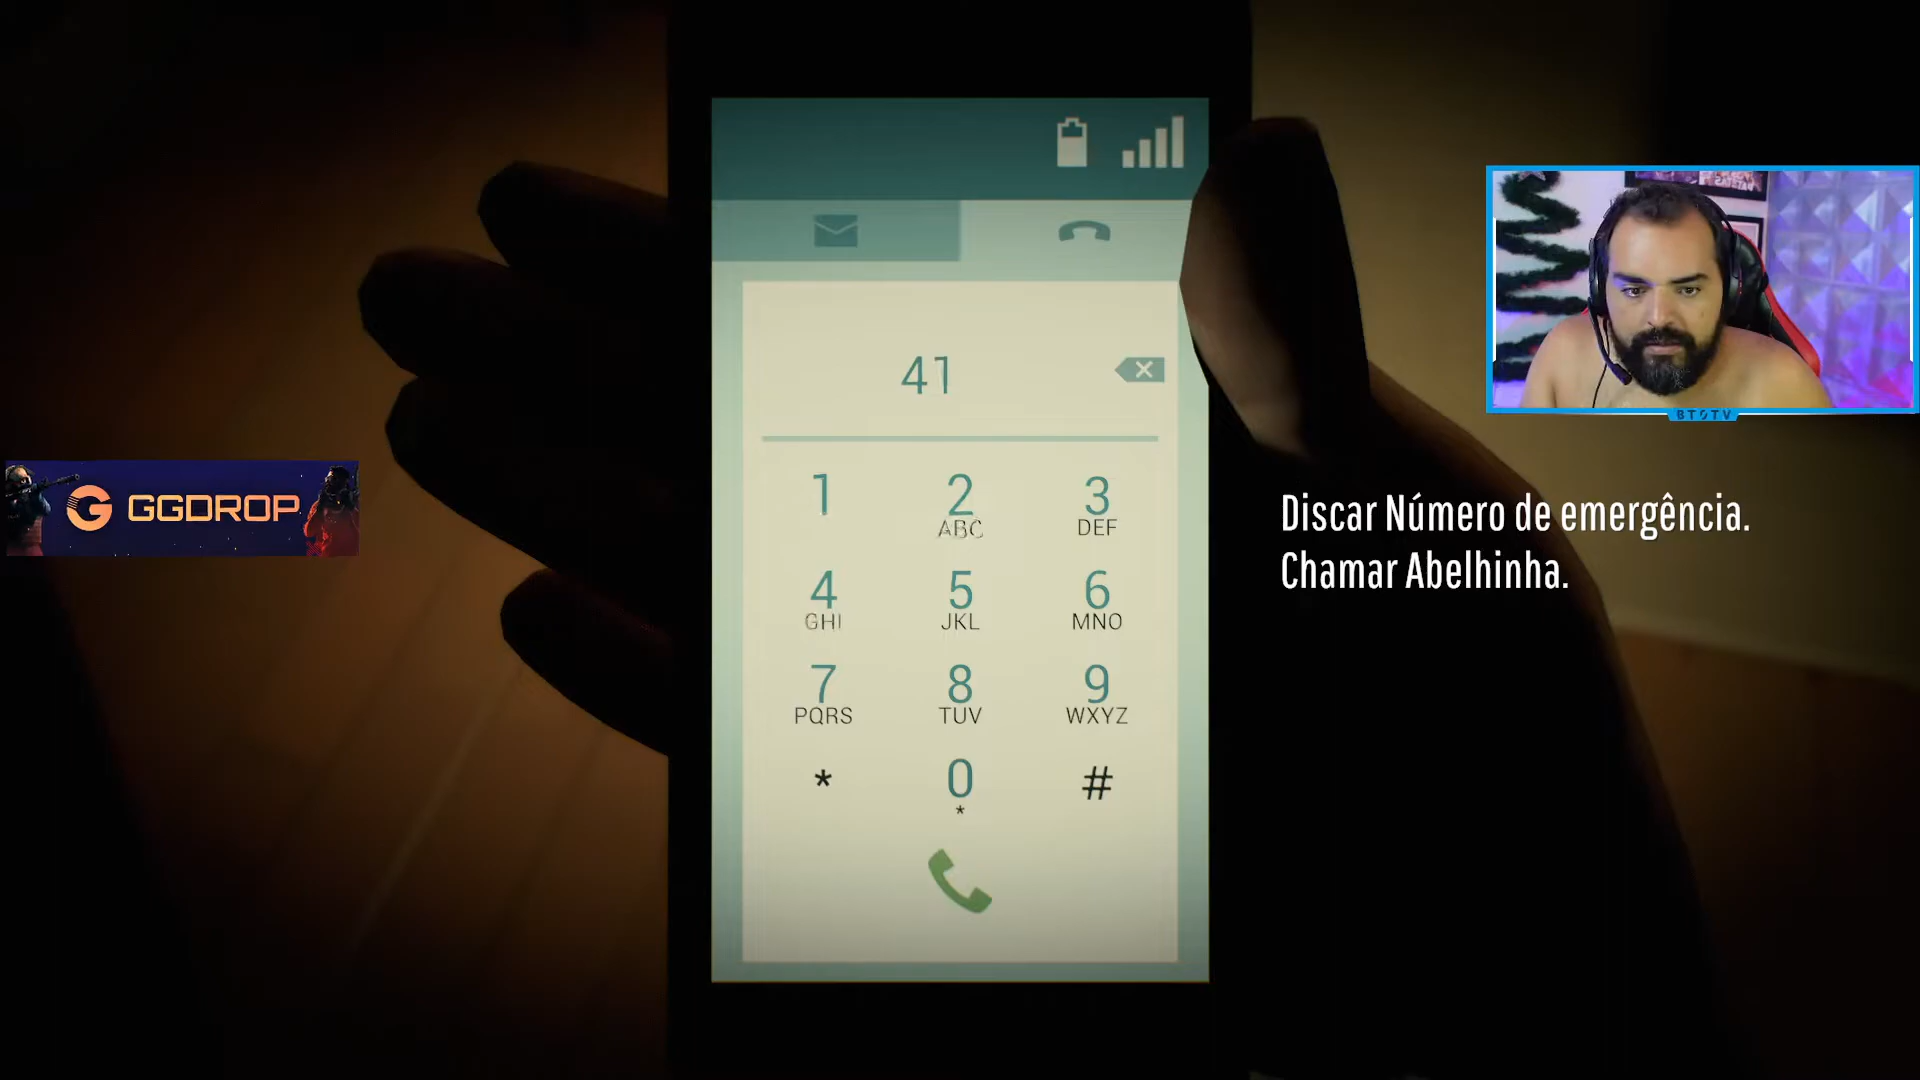 41
1
2
ABC
3
DEF
4
GHI
5
JKL
6
MNO
7
PQRS
8
TUV
9
WXYZ
*
0
*
#
BT0TV
GGDROP
Discar Número de emergência.
Chamar Abelhinha.